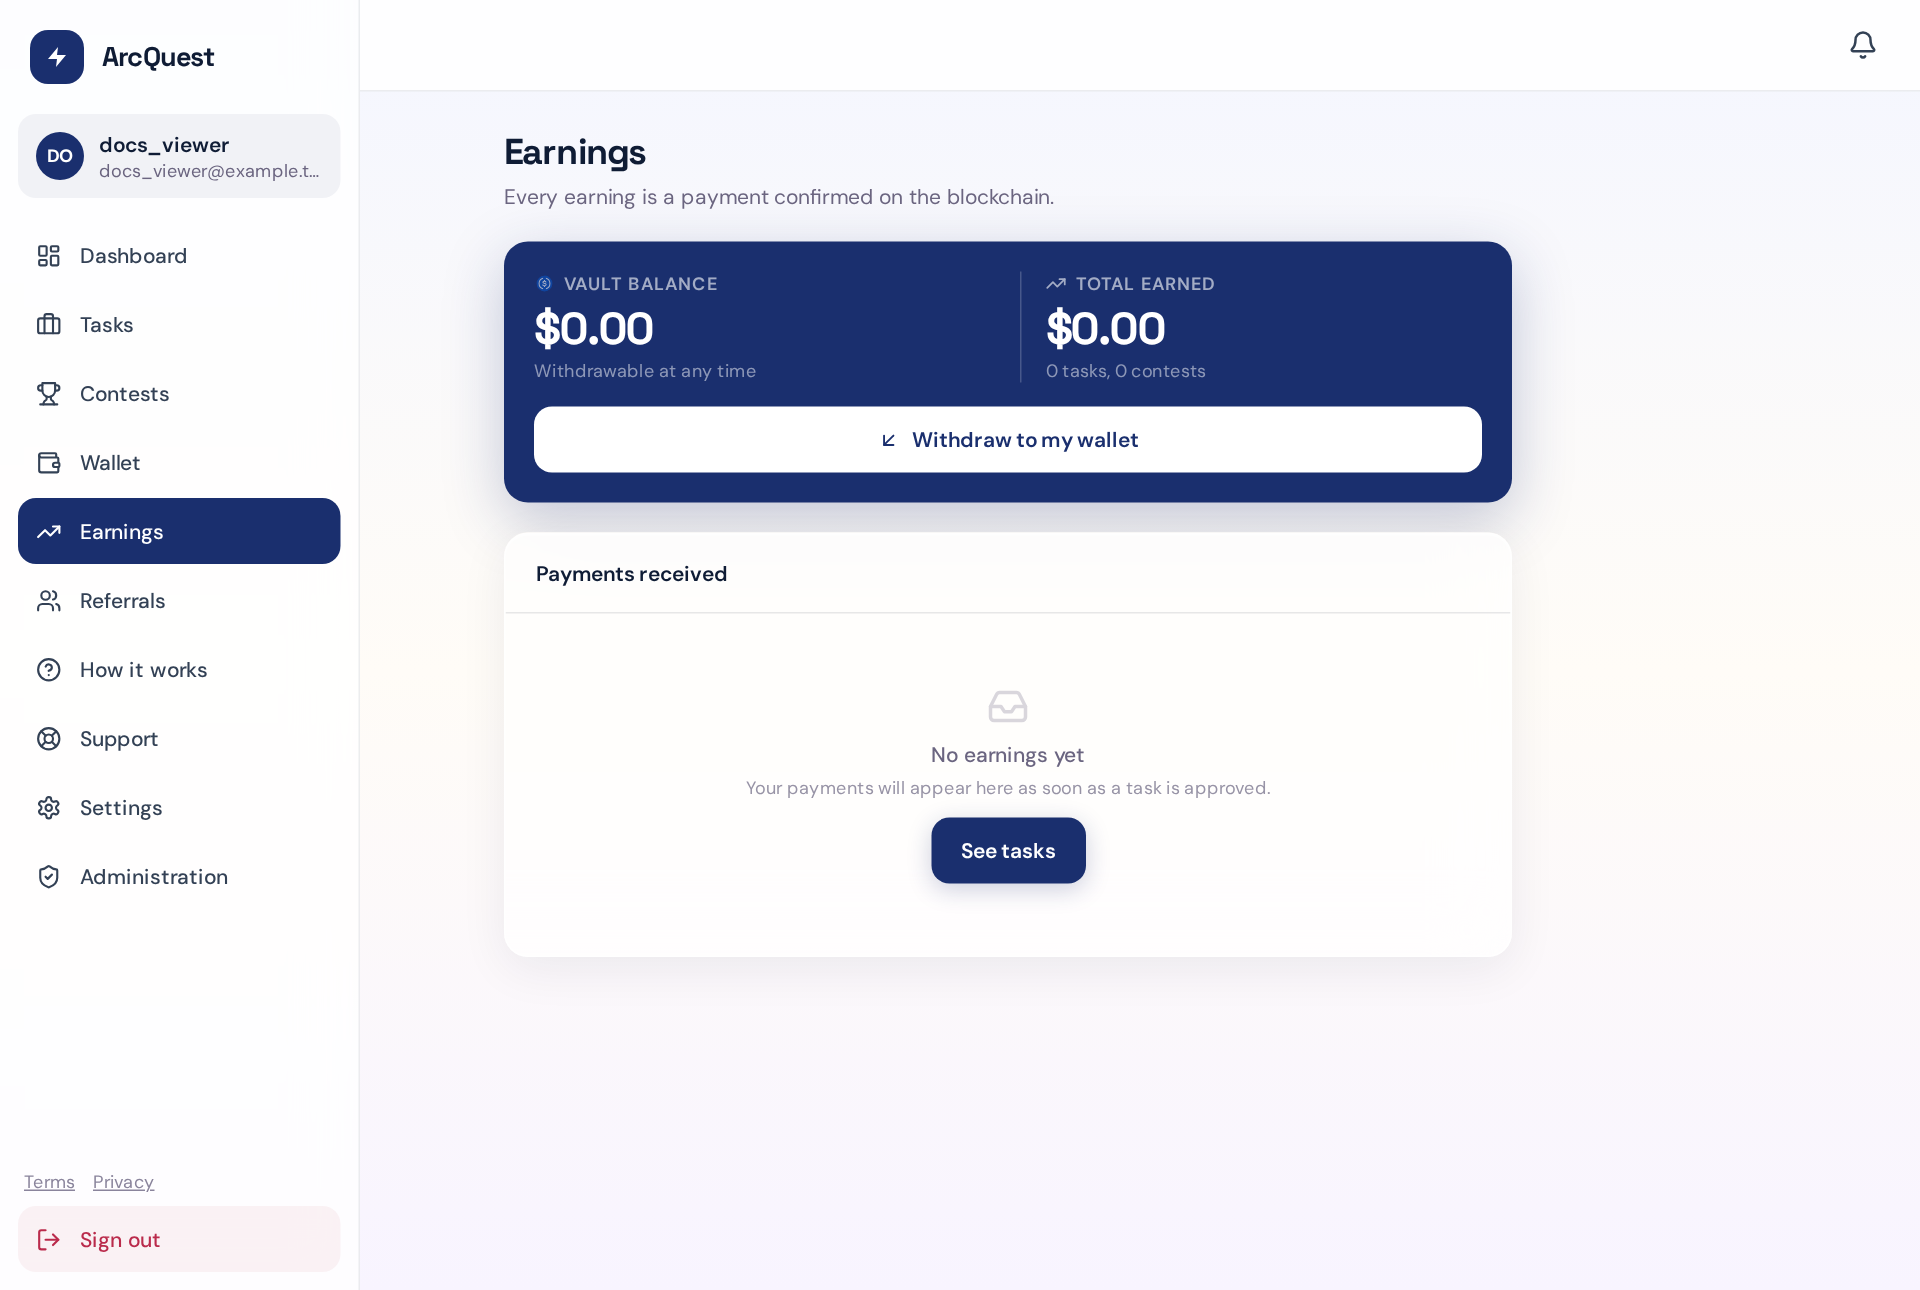 ArcQuest
DO
docs_viewer
docs_viewer@example.t...
Dashboard
Tasks
Contests
Wallet
Earnings
Referrals
How it works
Support
Settings
Administration
Terms Privacy
Sign out
Earnings
Every earning is a payment confirmed on the blockchain.
VAULT BALANCE
$0.00
Withdrawable at any time
TOTAL EARNED
$0.00
0 tasks, 0 contests
Withdraw to my wallet
Payments received
No earnings yet
Your payments will appear here as soon as a task is approved.
See tasks